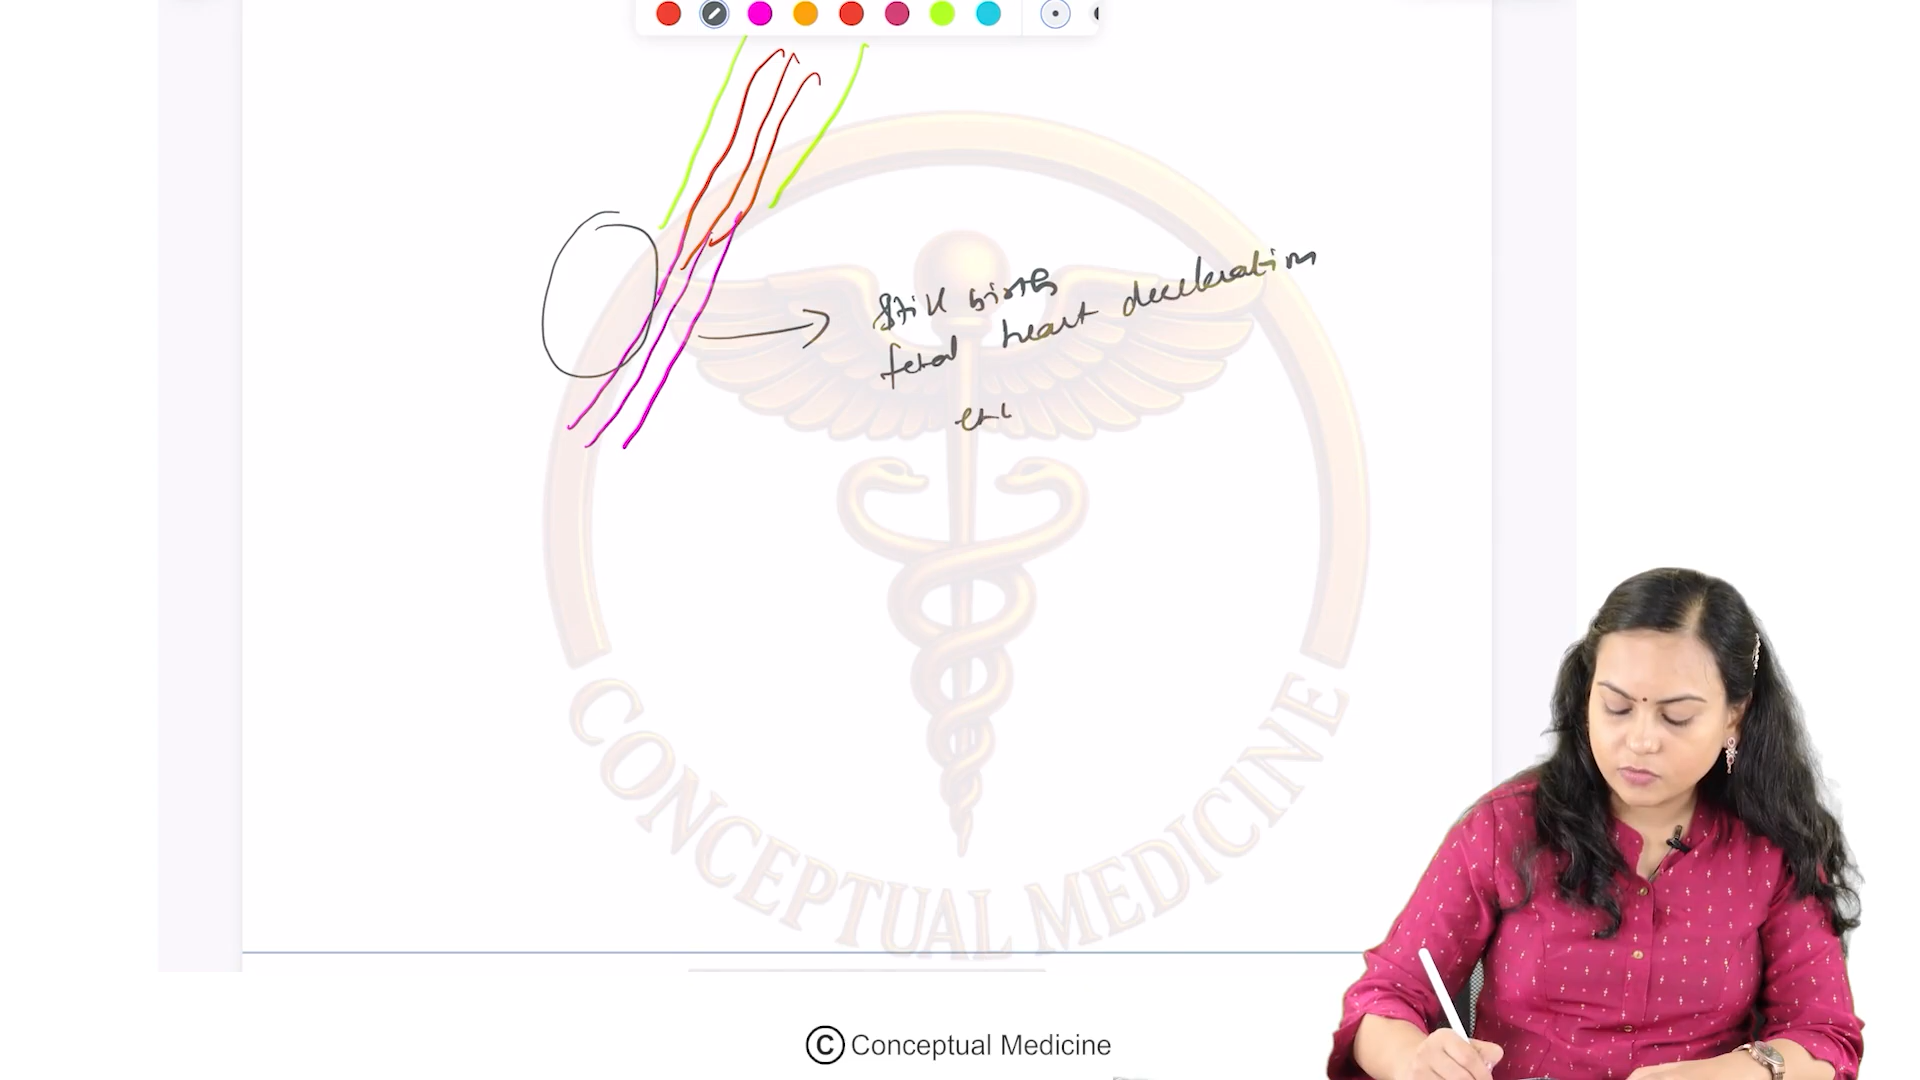 Still birth
fetal heart deceleration
etc
CONCEPTUAL MEDICINE
© Conceptual Medicine